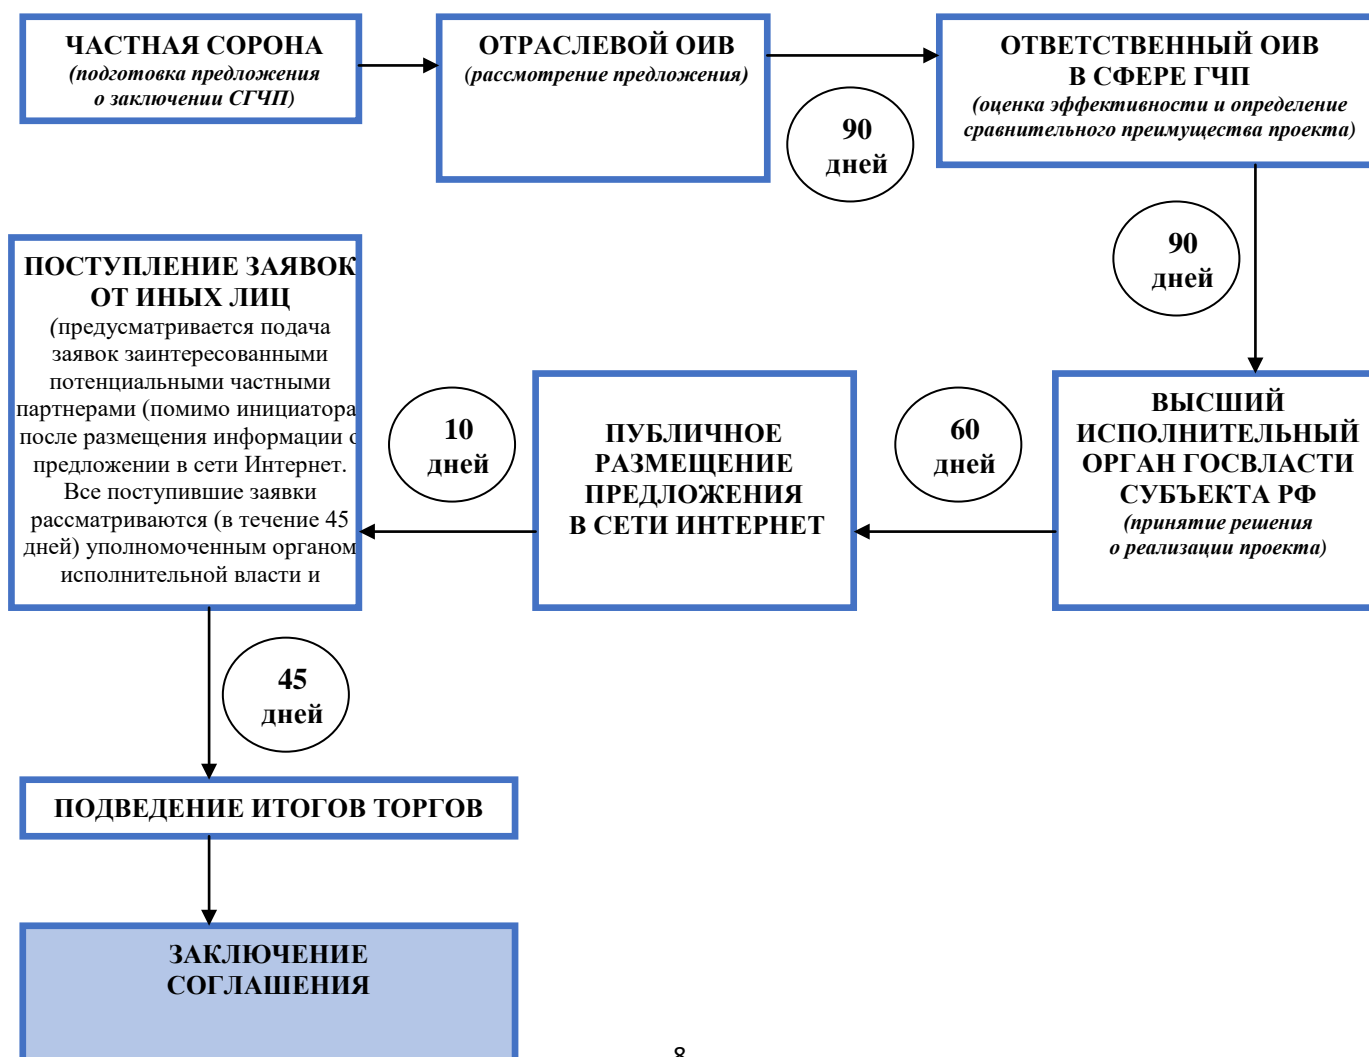 ЧАСТНАЯ СОРОНА
(подготовка предложения
о заключении СГЧП)
ОТРАСЛЕВОЙ ОИВ
(рассмотрение предложения)
90
дней
ОТВЕТСТВЕННЫЙ ОИВ
В СФЕРЕ ГЧП
(оценка эффективности и определение
сравнительного преимущества проекта)
90
дней
ВЫСШИЙ
ИСПОЛНИТЕЛЬНЫЙ
ОРГАН ГОСВЛАСТИ
СУБЪЕКТА РФ
(принятие решения
о реализации проекта)
60
дней
ПУБЛИЧНОЕ
РАЗМЕЩЕНИЕ
ПРЕДЛОЖЕНИЯ
В СЕТИ ИНТЕРНЕТ
10
дней
ПОСТУПЛЕНИЕ ЗАЯВОК
ОТ ИНЫХ ЛИЦ
(предусматривается подача
заявок заинтересованными
потенциальными частными
партнерами (помимо инициатора
после размещения информации о
предложении в сети Интернет.
Все поступившие заявки
рассматриваются (в течение 45
дней) уполномоченным органом
исполнительной власти и
45
дней
ПОДВЕДЕНИЕ ИТОГОВ ТОРГОВ
ЗАКЛЮЧЕНИЕ
СОГЛАШЕНИЯ
8